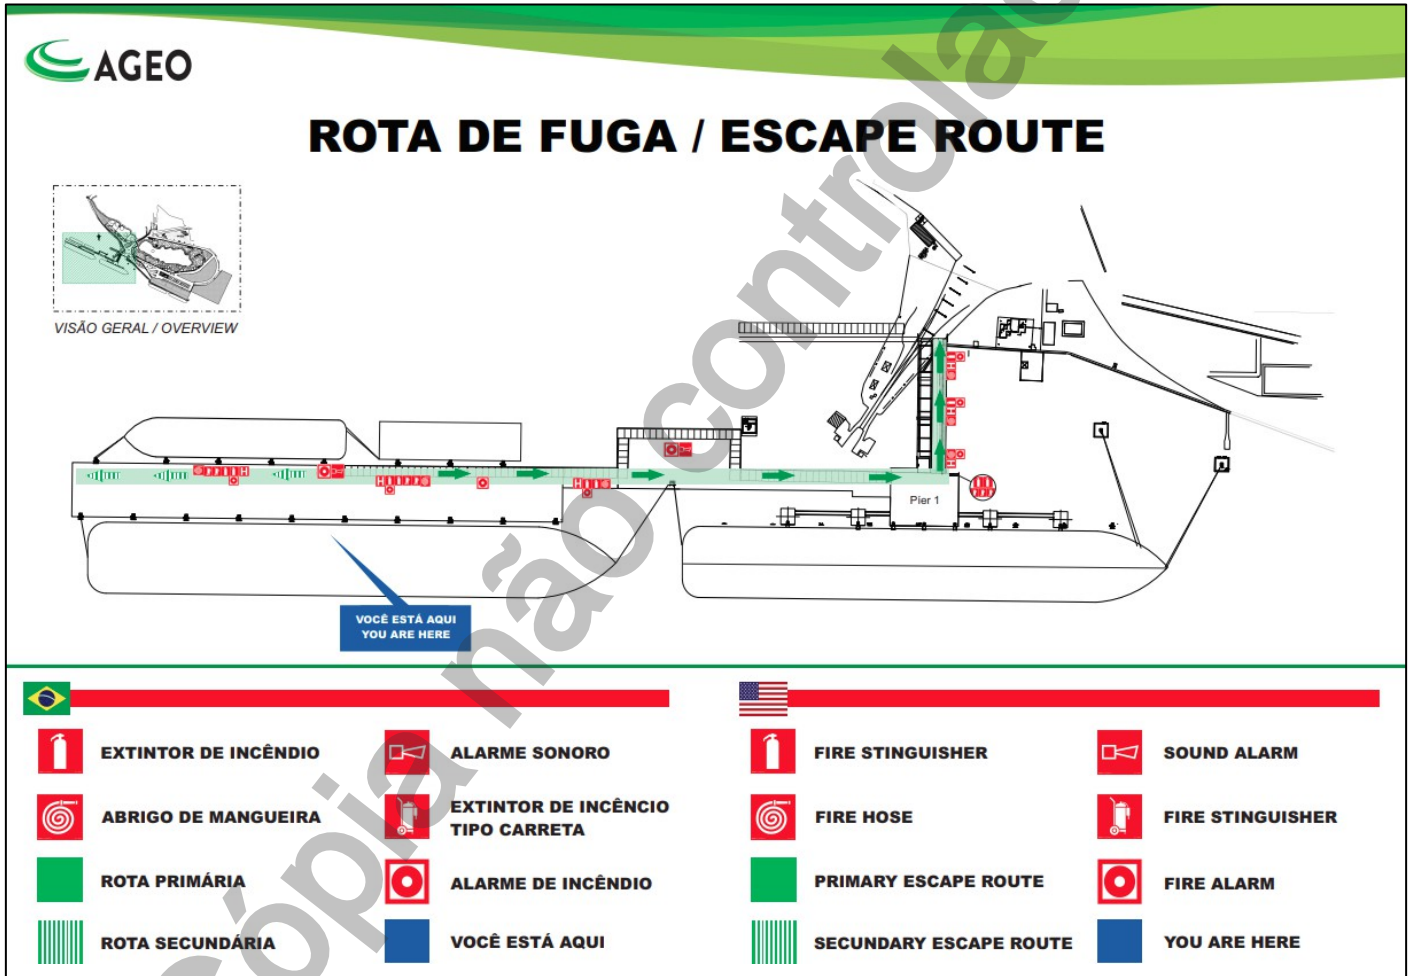 AGEO
ROTA DE FUGA / ESCAPE ROUTE
VISÃO GERAL / OVERVIEW
Pier 1
VOCÊ ESTÁ AQUI
YOU ARE HERE
EXTINTOR DE INCÊNDIO
ALARME SONORO
FIRE STINGUISHER
SOUND ALARM
ABRIGO DE MANGUEIRA
EXTINTOR DE INCÊNCIO
TIPO CARRETA
FIRE HOSE
FIRE STINGUISHER
ROTA PRIMÁRIA
ALARME DE INCÊNDIO
PRIMARY ESCAPE ROUTE
FIRE ALARM
ROTA SECUNDÁRIA
VOCÊ ESTÁ AQUI
SECUNDARY ESCAPE ROUTE
YOU ARE HERE
Cópia não controlad